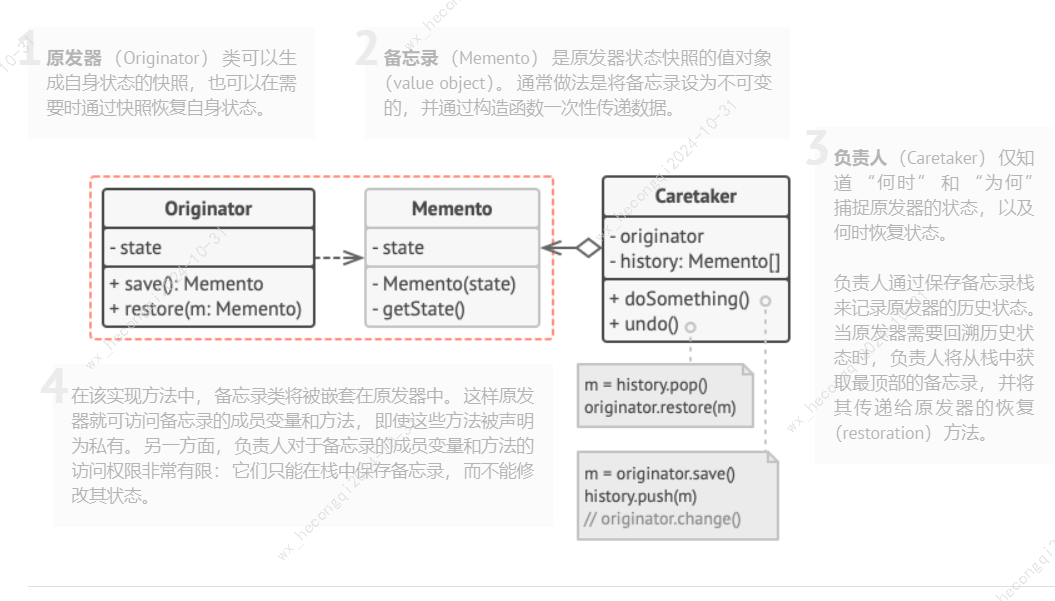 1
原发器（Originator） 类可以生
成自身状态的快照，也可以在需
要时通过快照恢复自身状态。
2
备忘录（Memento）是原发器状态快照的值对象
（value object）。通常做法是将备忘录设为不可变
的，并通过构造函数一次性传递数据。
3
负责人（Caretaker）仅知
道“何时”和“为何”
捕捉原发器的状态，以及
何时恢复状态。
负责人通过保存备忘录栈
来记录原发器的历史状态。
当原发器需要回溯历史状
态时，负责人将从栈中获
取最顶部的备忘录，并将
其传递给原发器的恢复
（restoration）方法。
Originator
- state
+ save(): Memento
+ restore(m: Memento)
Memento
- state
- Memento(state)
- getState()
Caretaker
- originator
- history: Memento[]
+ doSomething()
+ undo()
m = history.pop()
originator.restore(m)
m = originator.save()
history.push(m)
// originator.change()
4
在该实现方法中，备忘录类将被嵌套在原发器中。这样原发
器就可访问备忘录的成员变量和方法，即使这些方法被声明
为私有。另一方面，负责人对于备忘录的成员变量和方法的
访问权限非常有限：它们只能在栈中保存备忘录，而不能修
改其状态。
wx_hecongqi2024-10-31